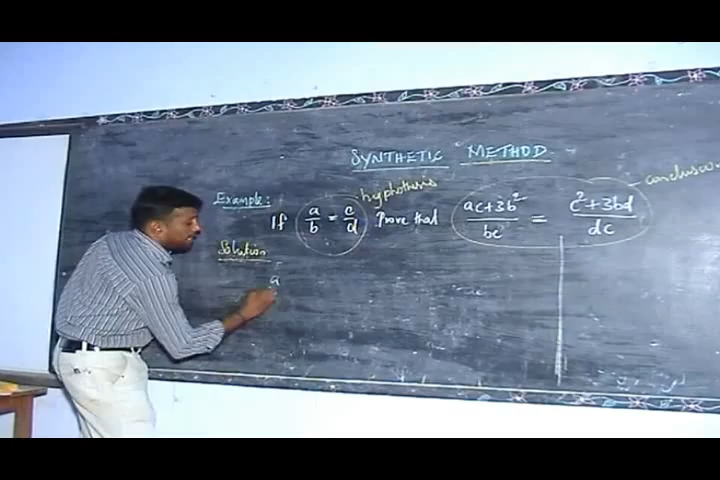 SYNTHETIC METHOD
Example: hypothesis conclusion
If a/b = c/d Prove that (ac+3b²)/bc = (c²+3bd)/dc
Solution
a